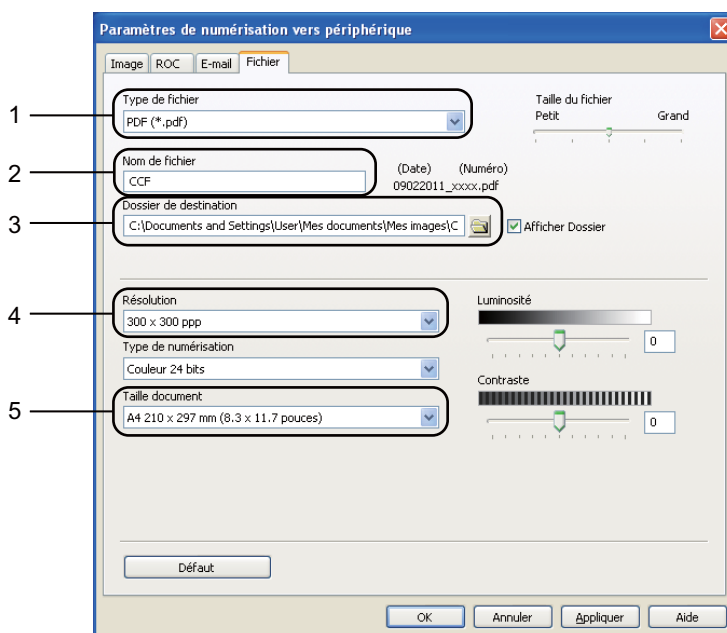 Paramètres de numérisation vers périphérique
Image ROC E-mail Fichier
1
Type de fichier
PDF (*.pdf)
Taille du fichier
Petit Grand
2
Nom de fichier
CCF
(Date) (Numéro)
09022011_xxxx.pdf
3
Dossier de destination
C:\Documents and Settings\User\Mes documents\Mes images\C
Afficher Dossier
4
Résolution
300 x 300 ppp
Luminosité
0
Type de numérisation
Couleur 24 bits
Contraste
0
5
Taille document
A4 210 x 297 mm (8.3 x 11.7 pouces)
Défaut
OK Annuler Appliquer Aide